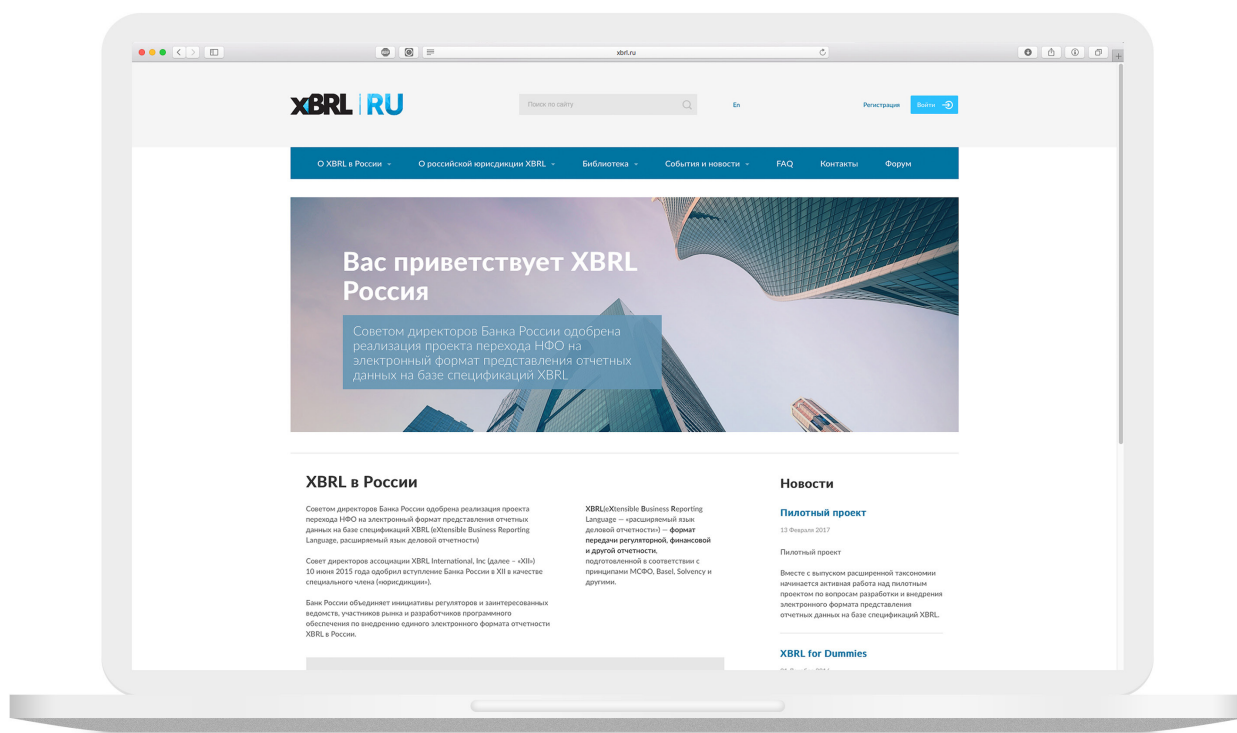 xbrl.ru
XBRL RU
Поиск по сайту
En
Регистрация
Войти
О XBRL в России
О российской юрисдикции XBRL
Библиотека
События и новости
FAQ
Контакты
Форум
Вас приветствует XBRL
Россия
Советом директоров Банка России одобрена
реализация проекта перехода НФО на
электронный формат представления отчетных
данных на базе спецификаций XBRL
XBRL в России
Советом директоров Банка России одобрена реализация проекта
перехода НФО на электронный формат представления отчетных
данных на базе спецификаций XBRL (eXtensible Business Reporting
Language, расширяемый язык деловой отчетности)
Совет директоров ассоциации XBRL International, Inc (далее – «XII»)
10 июня 2015 года одобрил вступление Банка России в XII в качестве
специального члена («юрисдикции»).
Банк России объединяет инициативы регуляторов и заинтересованных
ведомств, участников рынка и разработчиков программного
обеспечения по внедрению единого электронного формата отчетности
XBRL в России.
XBRL(eXtensible Business Reporting
Language — «расширяемый язык
деловой отчетности») — формат
передачи регуляторной, финансовой
и другой отчетности,
подготовленной в соответствии с
принципами МСФО, Basel, Solvency и
другими.
Новости
Пилотный проект
13 Февраля 2017
Пилотный проект
Вместе с выпуском расширенной таксономии
начинается активная работа над пилотным
проектом по вопросам разработки и внедрения
электронного формата представления
отчетных данных на базе спецификаций XBRL.
XBRL for Dummies